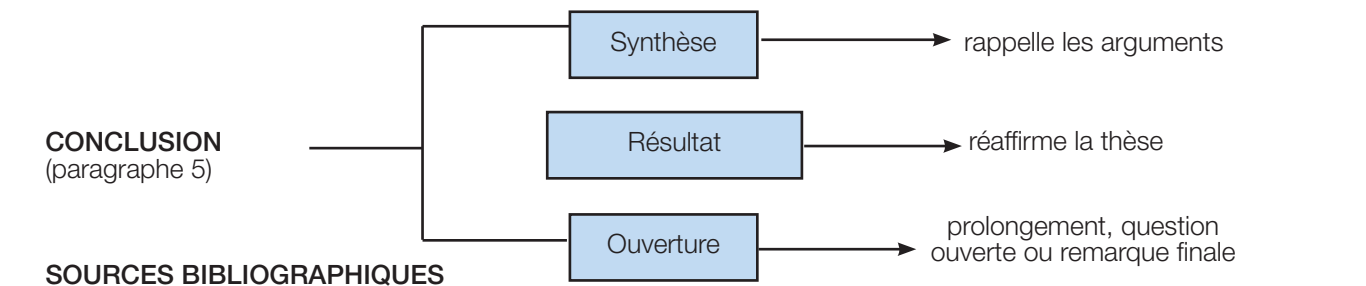 Synthèse
rappelle les arguments
CONCLUSION
(paragraphe 5)
Résultat
réaffirme la thèse
Ouverture
prolongement, question
ouverte ou remarque finale
SOURCES BIBLIOGRAPHIQUES